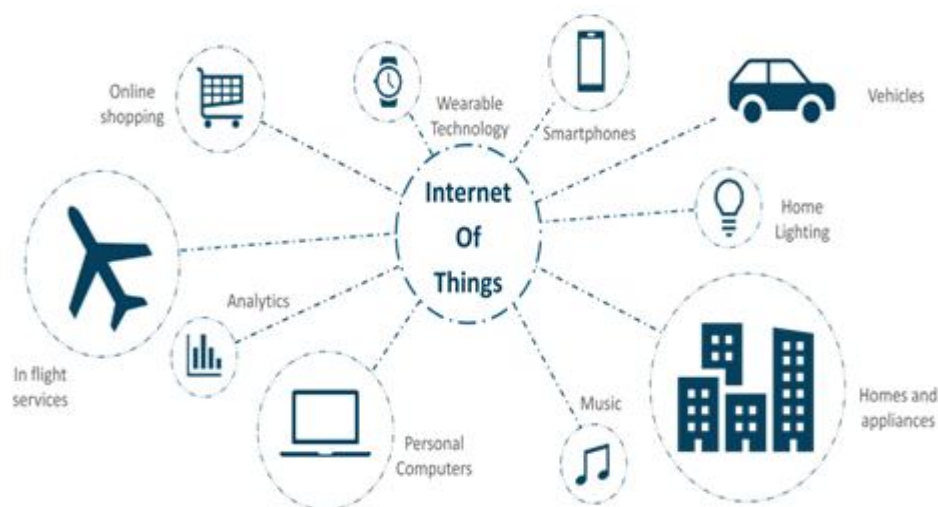 Online
shopping
Wearable
Technology
Smartphones
Vehicles
Internet
Of
Things
Home
Lighting
Analytics
In flight
services
Personal
Computers
Music
Homes and
appliances